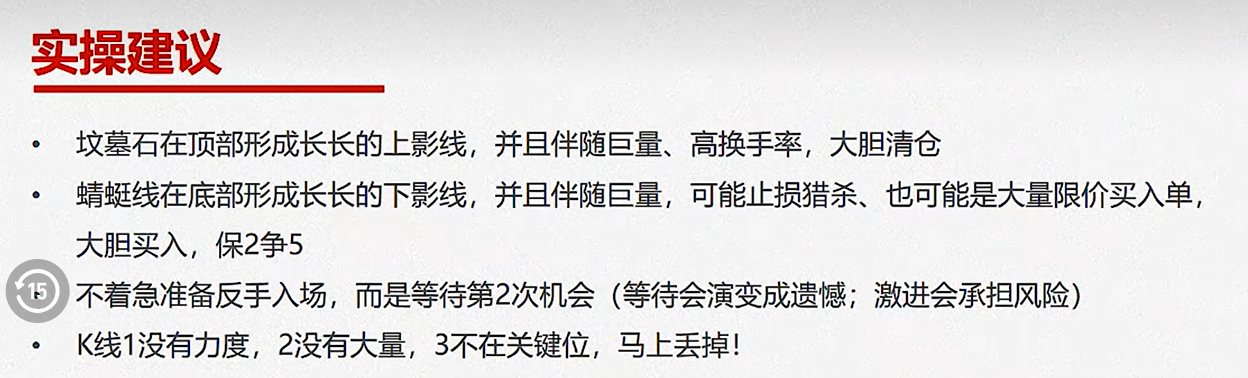 实操建议
• 坟墓石在顶部形成长长的上影线，并且伴随巨量、高换手率，大胆清仓
• 蜻蜓线在底部形成长长的下影线，并且伴随巨量，可能止损猎杀、也可能是大量限价买入单，
大胆买入，保2争5
15
• 不着急准备反手入场，而是等待第2次机会（等待会演变成遗憾；激进会承担风险）
• K线1没有力度，2没有大量，3不在关键位，马上丢掉！